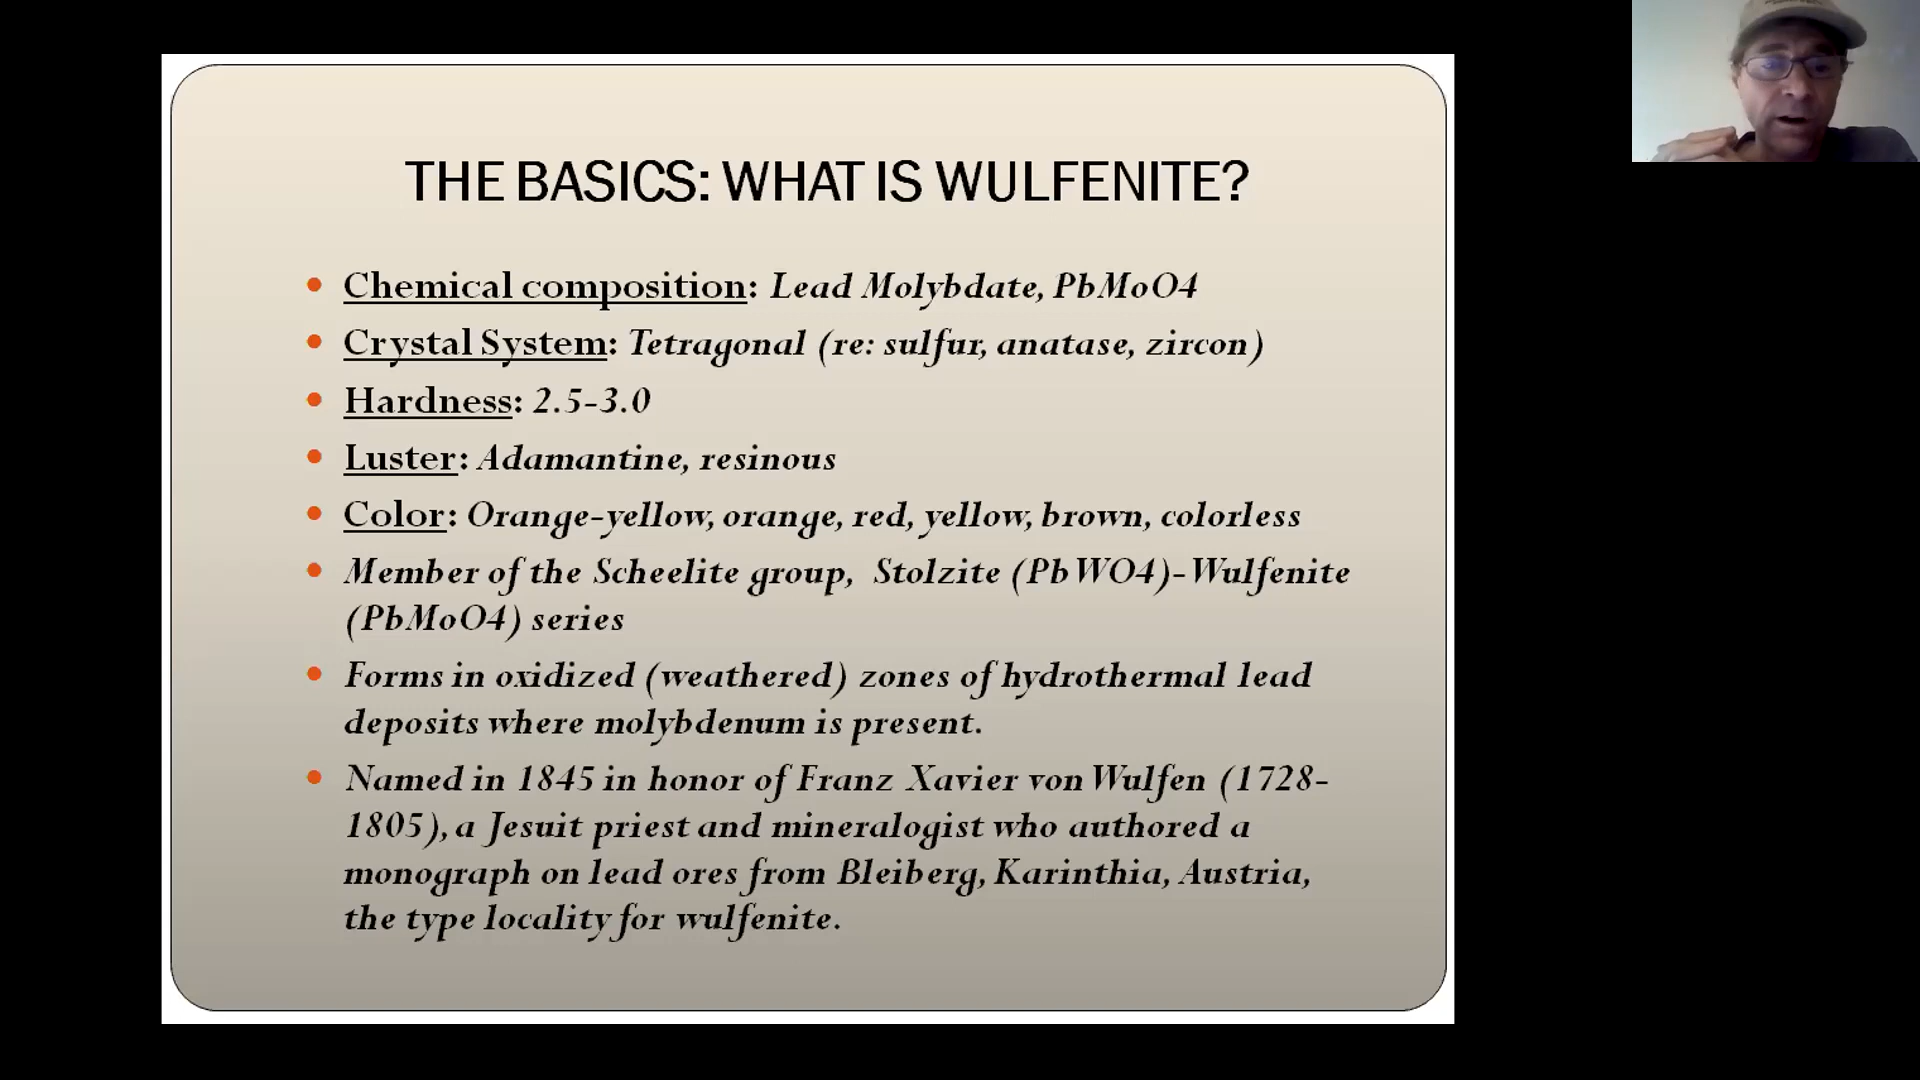 THE BASICS: WHAT IS WULFENITE?
Chemical composition: Lead Molybdate, PbMoO4
Crystal System: Tetragonal (re: sulfur, anatase, zircon)
Hardness: 2.5-3.0
Luster: Adamantine, resinous
Color: Orange-yellow, orange, red, yellow, brown, colorless
Member of the Scheelite group, Stolzite (PbWO4)-Wulfenite
(PbMoO4) series
Forms in oxidized (weathered) zones of hydrothermal lead
deposits where molybdenum is present.
Named in 1845 in honor of Franz Xavier von Wulfen (1728-
1805), a Jesuit priest and mineralogist who authored a
monograph on lead ores from Bleiberg, Karinthia, Austria,
the type locality for wulfenite.